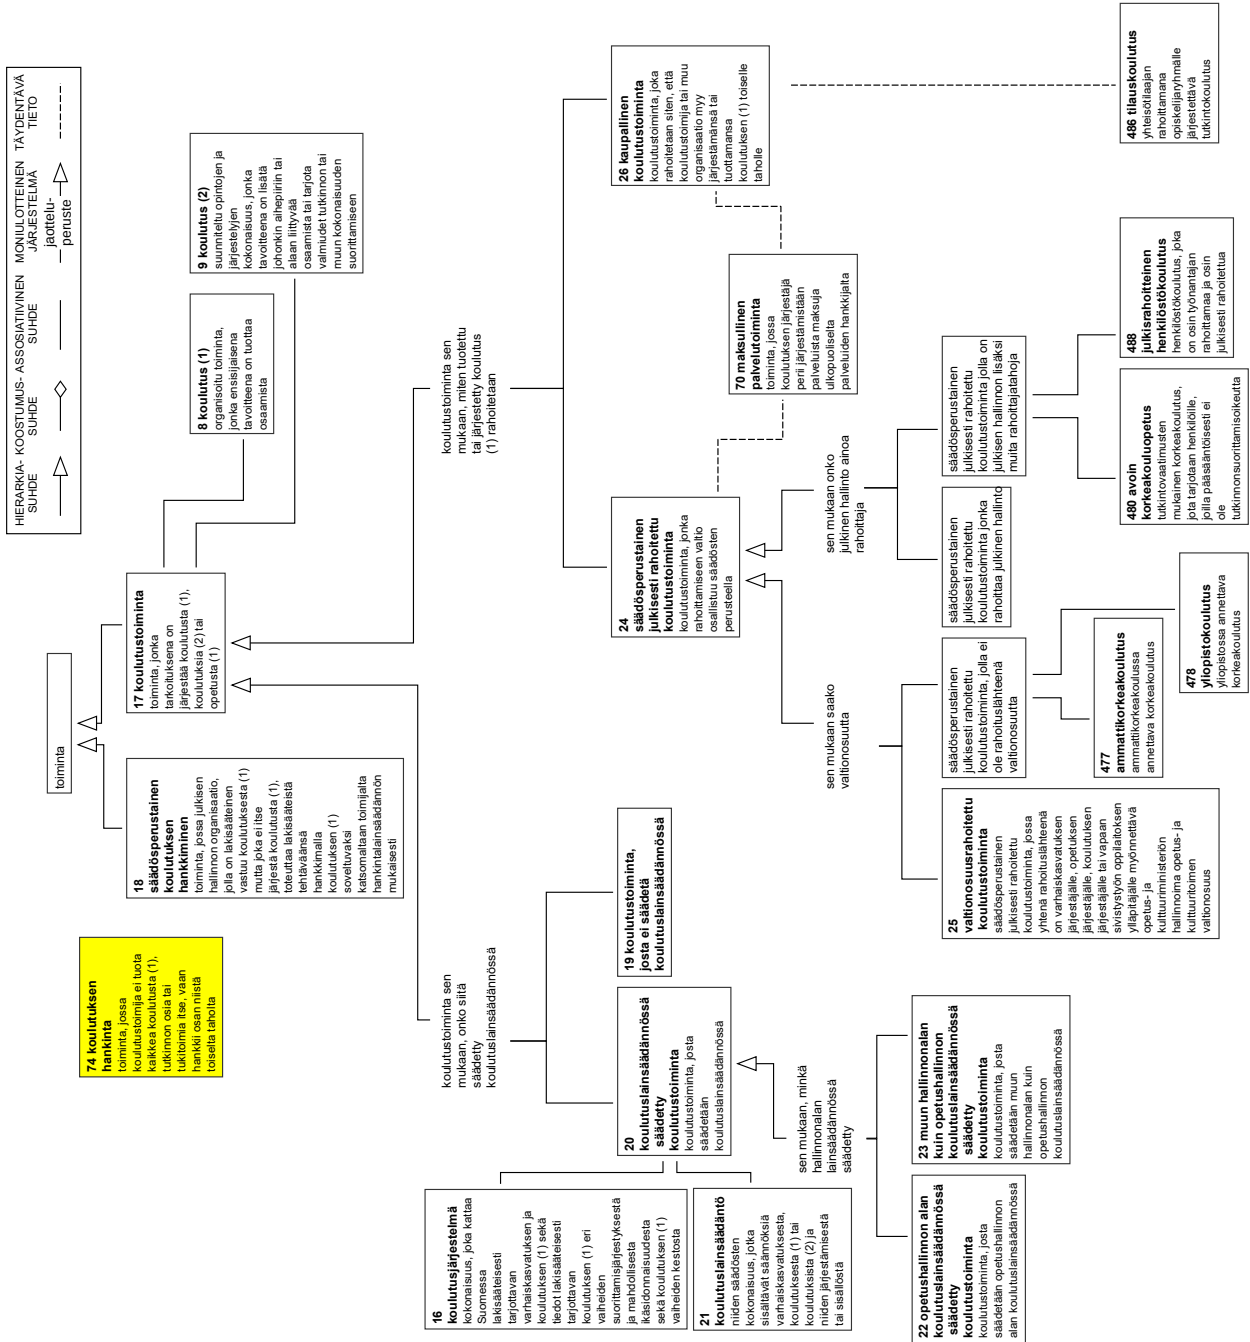 HIERARKIA-
SUHDE
KOOSTUMUS-
SUHDE
ASSOSIATIIVINEN
SUHDE
MONIULOTTEINEN
JÄRJESTELMÄ
jaottelu-
peruste
TÄYDENTÄVÄ
TIETO
toiminta
74 koulutuksen
hankinta
toiminta, jossa
koulutustoimija ei tuota
kaikkea koulutusta (1),
tutkinnon osia tai
tukitoimia itse, vaan
hankkii osan niistä
toiselta taholta
18
säädösperustainen
koulutuksen
hankkiminen
toiminta, jossa julkisen
hallinnon organisaatio,
jolla on lakisääteinen
vastuu koulutuksesta (1)
mutta joka ei itse
järjestä koulutusta (1),
toteuttaa lakisääteistä
tehtäväänsä
hankkimalla
koulutuksen (1)
soveltuvaksi
katsomaltaan toimijalta
hankintalainsäädännön
mukaisesti
17 koulutustoiminta
toiminta, jonka
tarkoituksena on
järjestää koulutusta (1),
koulutuksia (2) tai
opetusta (1)
8 koulutus (1)
organisoitu toiminta,
jonka ensisijaisena
tavoitteena on tuottaa
osaamista
9 koulutus (2)
suunniteltu opintojen ja
järjestelyjen
kokonaisuus, jonka
tavoitteena on lisätä
johonkin aihepiiriin tai
alaan liittyvää
osaamista tai tarjota
valmiudet tutkinnon tai
muun kokonaisuuden
suorittamiseen
koulutustoiminta sen
mukaan, onko siitä
säädetty
koulutuslainsäädännössä
koulutustoiminta sen
mukaan, miten tuotettu
tai järjestetty koulutus
(1) rahoitetaan
16
koulutusjärjestelmä
kokonaisuus, joka kattaa
Suomessa
lakisääteisesti
tarjottavan
varhaiskasvatuksen ja
koulutuksen (1) sekä
tiedot lakisääteisesti
tarjottavan
koulutuksen (1) eri
vaiheiden
suorittamisjärjestyksestä
ja mahdollisesta
ikäsidonnaisuudesta
sekä koulutuksen (1)
vaiheiden kestosta
20
koulutuslainsäädännössä
säädetty
koulutustoiminta
koulutustoiminta, josta
säädetään
koulutuslainsäädännössä
19 koulutustoiminta,
josta ei säädetä
koulutuslainsäädännössä
24
säädösperustainen
julkisesti rahoitettu
koulutustoiminta
koulutustoiminta, jonka
rahoittamiseen valtio
osallistuu säädösten
perusteella
70 maksullinen
palvelutoiminta
toiminta, jossa
koulutuksen järjestäjä
perii järjestämistään
palveluista maksuja
ulkopuoliselta
palveluiden hankkijalta
26 kaupallinen
koulutustoiminta
koulutustoiminta, joka
rahoitetaan siten, että
koulutustoimija tai muu
organisaatio myy
järjestämänsä tai
tuottamansa
koulutuksen (1) toiselle
taholle
21
koulutuslainsäädäntö
niiden säädösten
kokonaisuus, jotka
sisältävät säännöksiä
varhaiskasvatuksesta,
koulutuksesta (1) tai
koulutuksista (2) ja
niiden järjestämisestä
tai sisällöstä
sen mukaan, minkä
hallinnonalan
lainsäädännössä
säädetty
sen mukaan saako
valtionosuutta
sen mukaan onko
julkinen hallinto ainoa
rahoittaja
22 opetushallinnon alan
koulutuslainsäädännössä
säädetty
koulutustoiminta
koulutustoiminta, josta
säädetään opetushallinnon
alan koulutuslainsäädännössä
23 muun hallinnonalan
kuin opetushallinnon
koulutuslainsäädännössä
säädetty
koulutustoiminta
koulutustoiminta, josta
säädetään muun
hallinnonalan kuin
opetushallinnon
koulutuslainsäädännössä
25
valtionosuusrahoitettu
koulutustoiminta
säädösperustainen
julkisesti rahoitettu
koulutustoiminta, jossa
yhtenä rahoituslähteenä
on varhaiskasvatuksen
järjestäjälle, opetuksen
järjestäjälle, koulutuksen
järjestäjälle tai vapaan
sivistystyön oppilaitoksen
ylläpitäjälle myönnettävä
opetus- ja
kulttuuriministeriön
hallinnoima opetus- ja
kulttuuritoimen
valtionosuus
säädösperustainen
julkisesti rahoitettu
koulutustoiminta, jolla ei
ole rahoituslähteenä
valtionosuutta
säädösperustainen
julkisesti rahoitettu
koulutustoiminta jonka
rahoittaa julkinen hallinto
säädösperustainen
julkisesti rahoitettu
koulutustoiminta jolla on
julkisen hallinnon lisäksi
muita rahoittajatahoja
477
ammattikorkeakoulutus
ammattikorkeakoulussa
annettava korkeakoulutus
478
yliopistokoulutus
yliopistossa annettava
korkeakoulutus
480 avoin
korkeakouluopetus
tutkintovaatimusten
mukainen korkeakoulutus,
jota tarjotaan henkilöille,
joilla pääsääntöisesti ei
ole
tutkinnonsuorittamisoikeutta
488
julkisrahoitteinen
henkilöstökoulutus
henkilöstökoulutus, joka
on osin työnantajan
rahoittamaa ja osin
julkisesti rahoitettua
486 tilauskoulutus
yhteisötilaajan
rahoittamana
opiskelijaryhmälle
järjestettävä
tutkintokoulutus